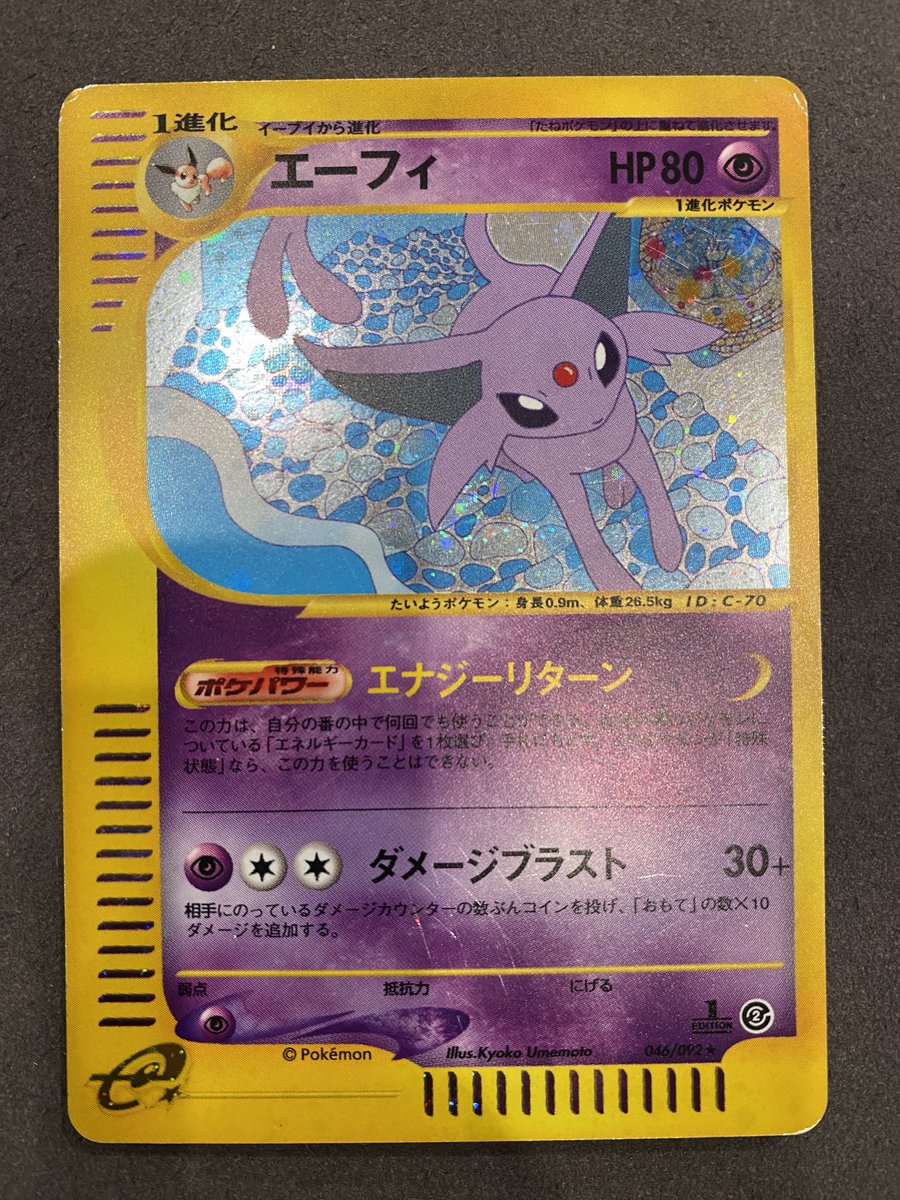 1進化 イーブイから進化 「たねポケモン」の上に重ねて進化させます。
エーフィ HP80
1進化ポケモン
たいようポケモン：身長0.9m、体重26.5kg ID：C-70
特殊能力
ポケパワー エナジーリターン
この力は、自分の番の中で何回でも使うことができる。
ついている「エネルギーカード」を1枚選び、手札にもどす。 「特殊
状態」なら、この力を使うことはできない。
ダメージブラスト 30+
相手にのっているダメージカウンターの数ぶんコインを投げ、「おもて」の数×10
ダメージを追加する。
弱点 抵抗力 にげる
1
EDITION
2
© Pokémon Illus.Kyoko Umemoto 046/092★
e